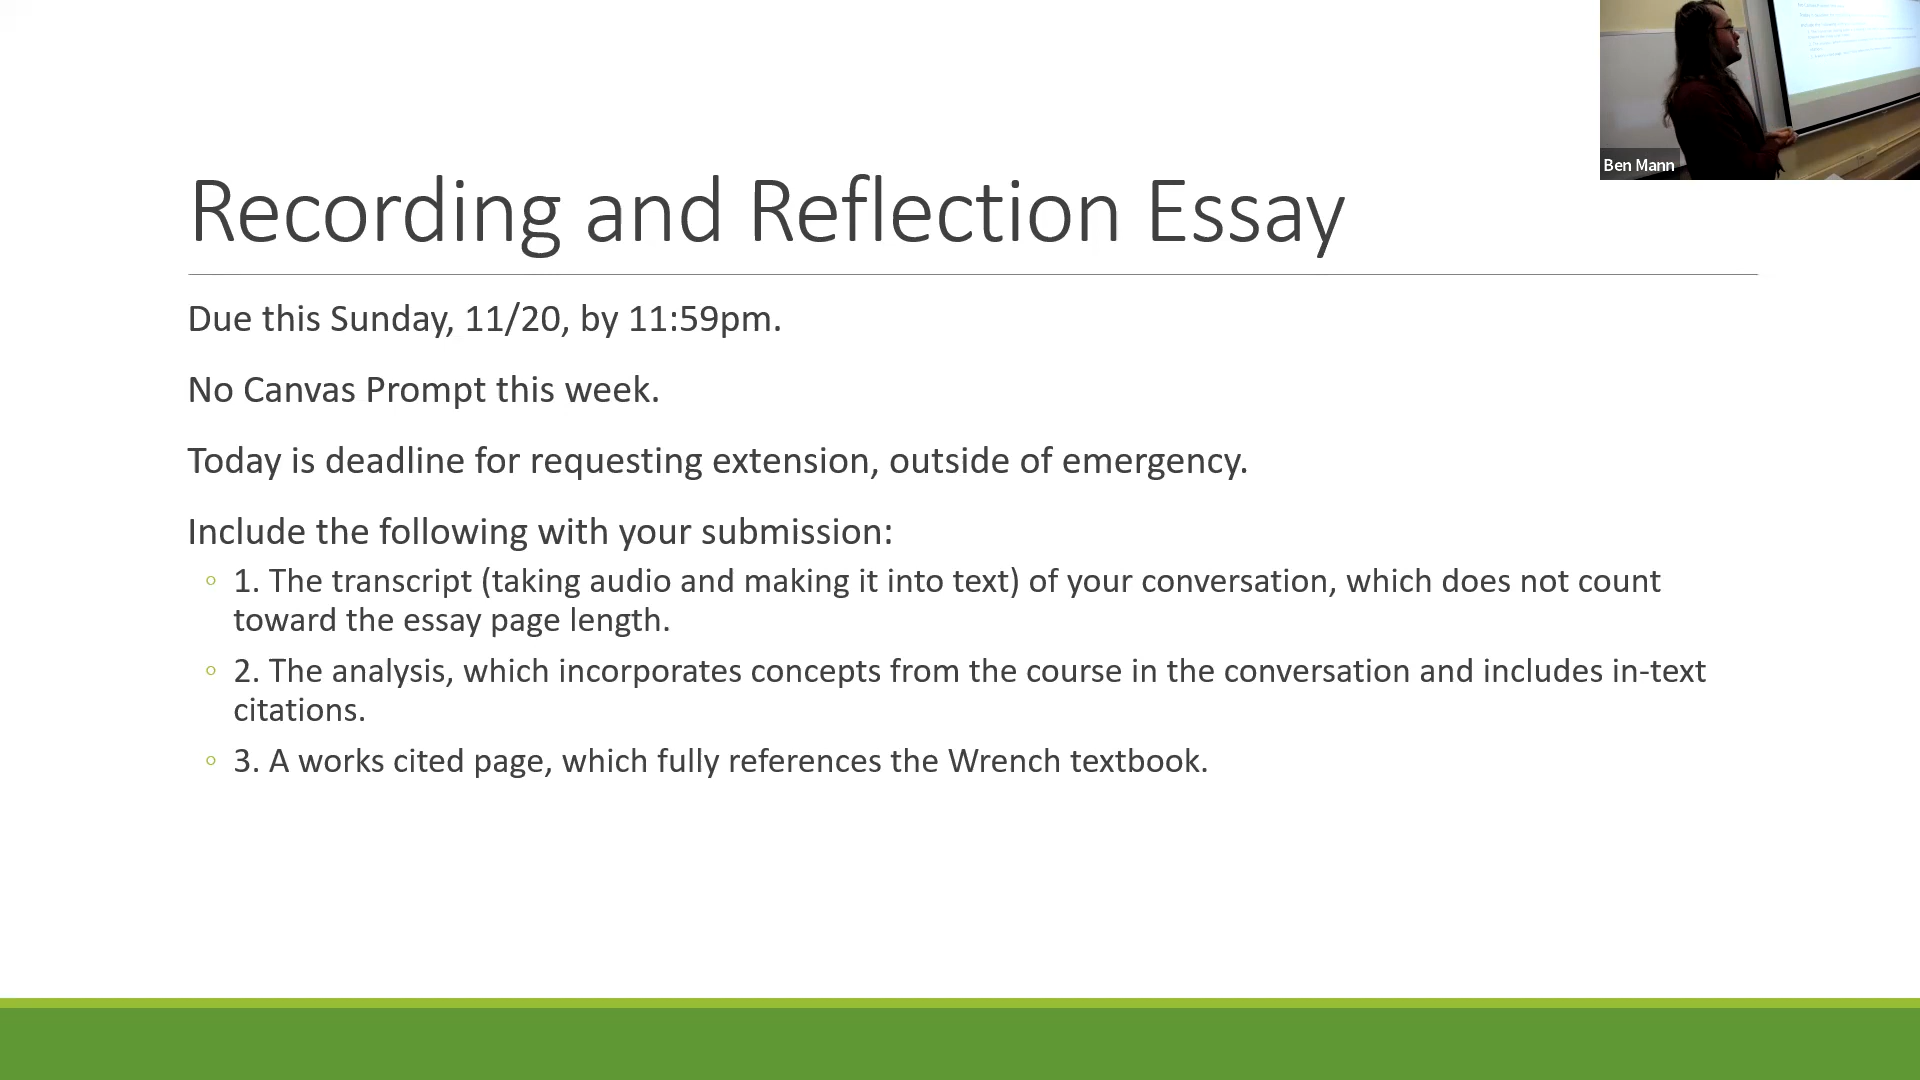 Ben Mann
Recording and Reflection Essay
Due this Sunday, 11/20, by 11:59pm.
No Canvas Prompt this week.
Today is deadline for requesting extension, outside of emergency.
Include the following with your submission:
◦ 1. The transcript (taking audio and making it into text) of your conversation, which does not count
toward the essay page length.
◦ 2. The analysis, which incorporates concepts from the course in the conversation and includes in-text
citations.
◦ 3. A works cited page, which fully references the Wrench textbook.